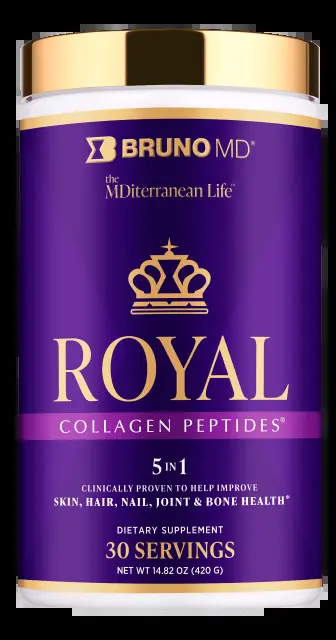 BRUNO MD®
the
MDiterranean Life™
ROYAL
COLLAGEN PEPTIDES®
5 IN 1
CLINICALLY PROVEN TO HELP IMPROVE
SKIN, HAIR, NAIL, JOINT & BONE HEALTH*
DIETARY SUPPLEMENT
30 SERVINGS
NET WT 14.82 OZ (420 G)